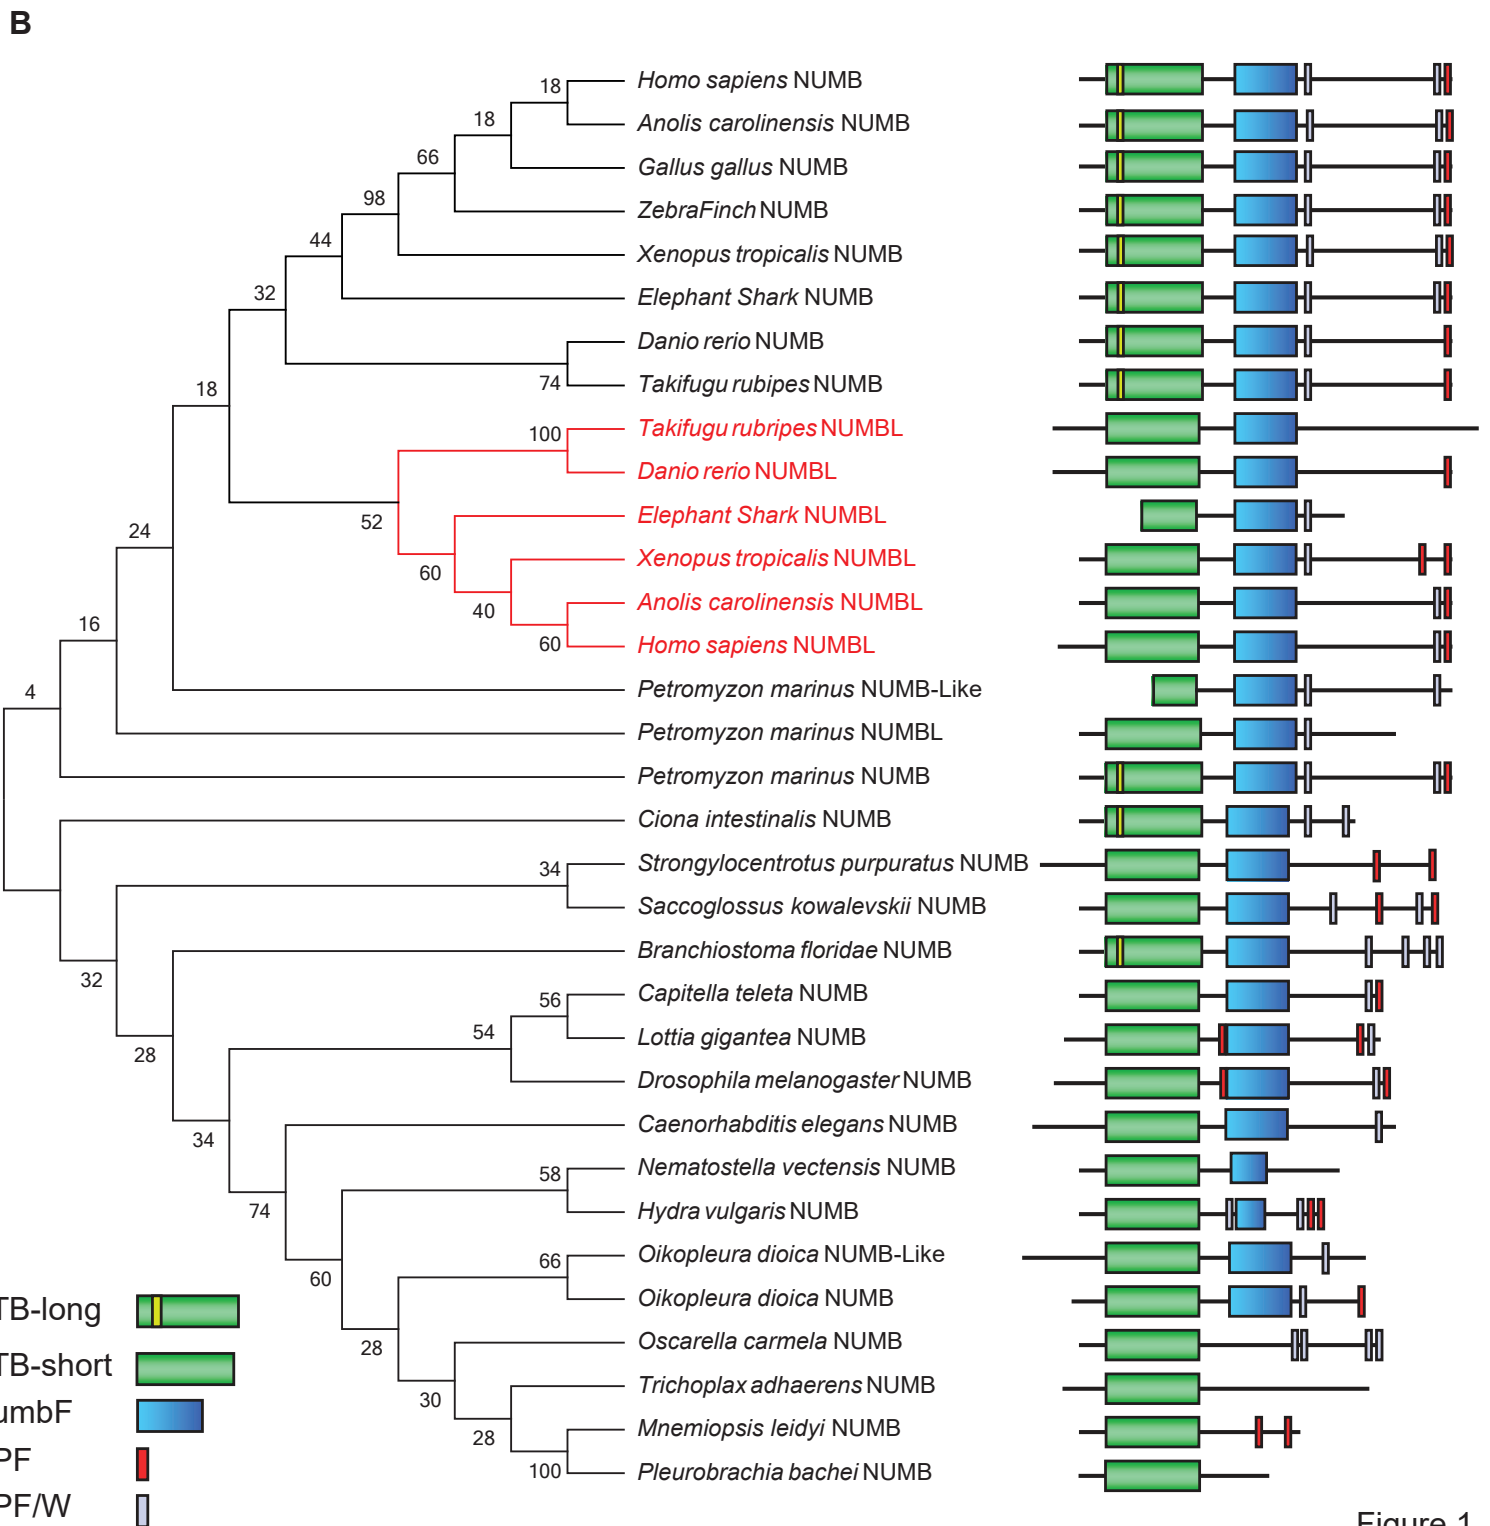 B
18 Homo sapiens NUMB
18 Anolis carolinensis NUMB
66 Gallus gallus NUMB
98 ZebraFinch NUMB
44 Xenopus tropicalis NUMB
32 Elephant Shark NUMB
Danio rerio NUMB
74 Takifugu rubipes NUMB
18
100 Takifugu rubripes NUMBL
Danio rerio NUMBL
52 Elephant Shark NUMBL
24
60 Xenopus tropicalis NUMBL
40 Anolis carolinensis NUMBL
16
60 Homo sapiens NUMBL
4 Petromyzon marinus NUMB-Like
Petromyzon marinus NUMBL
Petromyzon marinus NUMB
Ciona intestinalis NUMB
34 Strongylocentrotus purpuratus NUMB
Saccoglossus kowalevskii NUMB
Branchiostoma floridae NUMB
32
56 Capitella teleta NUMB
54 Lottia gigantea NUMB
28
Drosophila melanogaster NUMB
34 Caenorhabditis elegans NUMB
58 Nematostella vectensis NUMB
74 Hydra vulgaris NUMB
66 Oikopleura dioica NUMB-Like
60
Oikopleura dioica NUMB
28 Oscarella carmela NUMB
30 Trichoplax adhaerens NUMB
28 Mnemiopsis leidyi NUMB
100 Pleurobrachia bachei NUMB
TB-long
TB-short
umbF
PF
PF/W
Figure 1